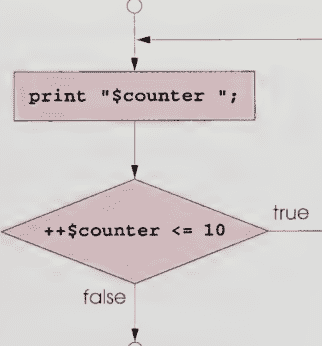 print "$counter ";
++$counter <= 10
true
false